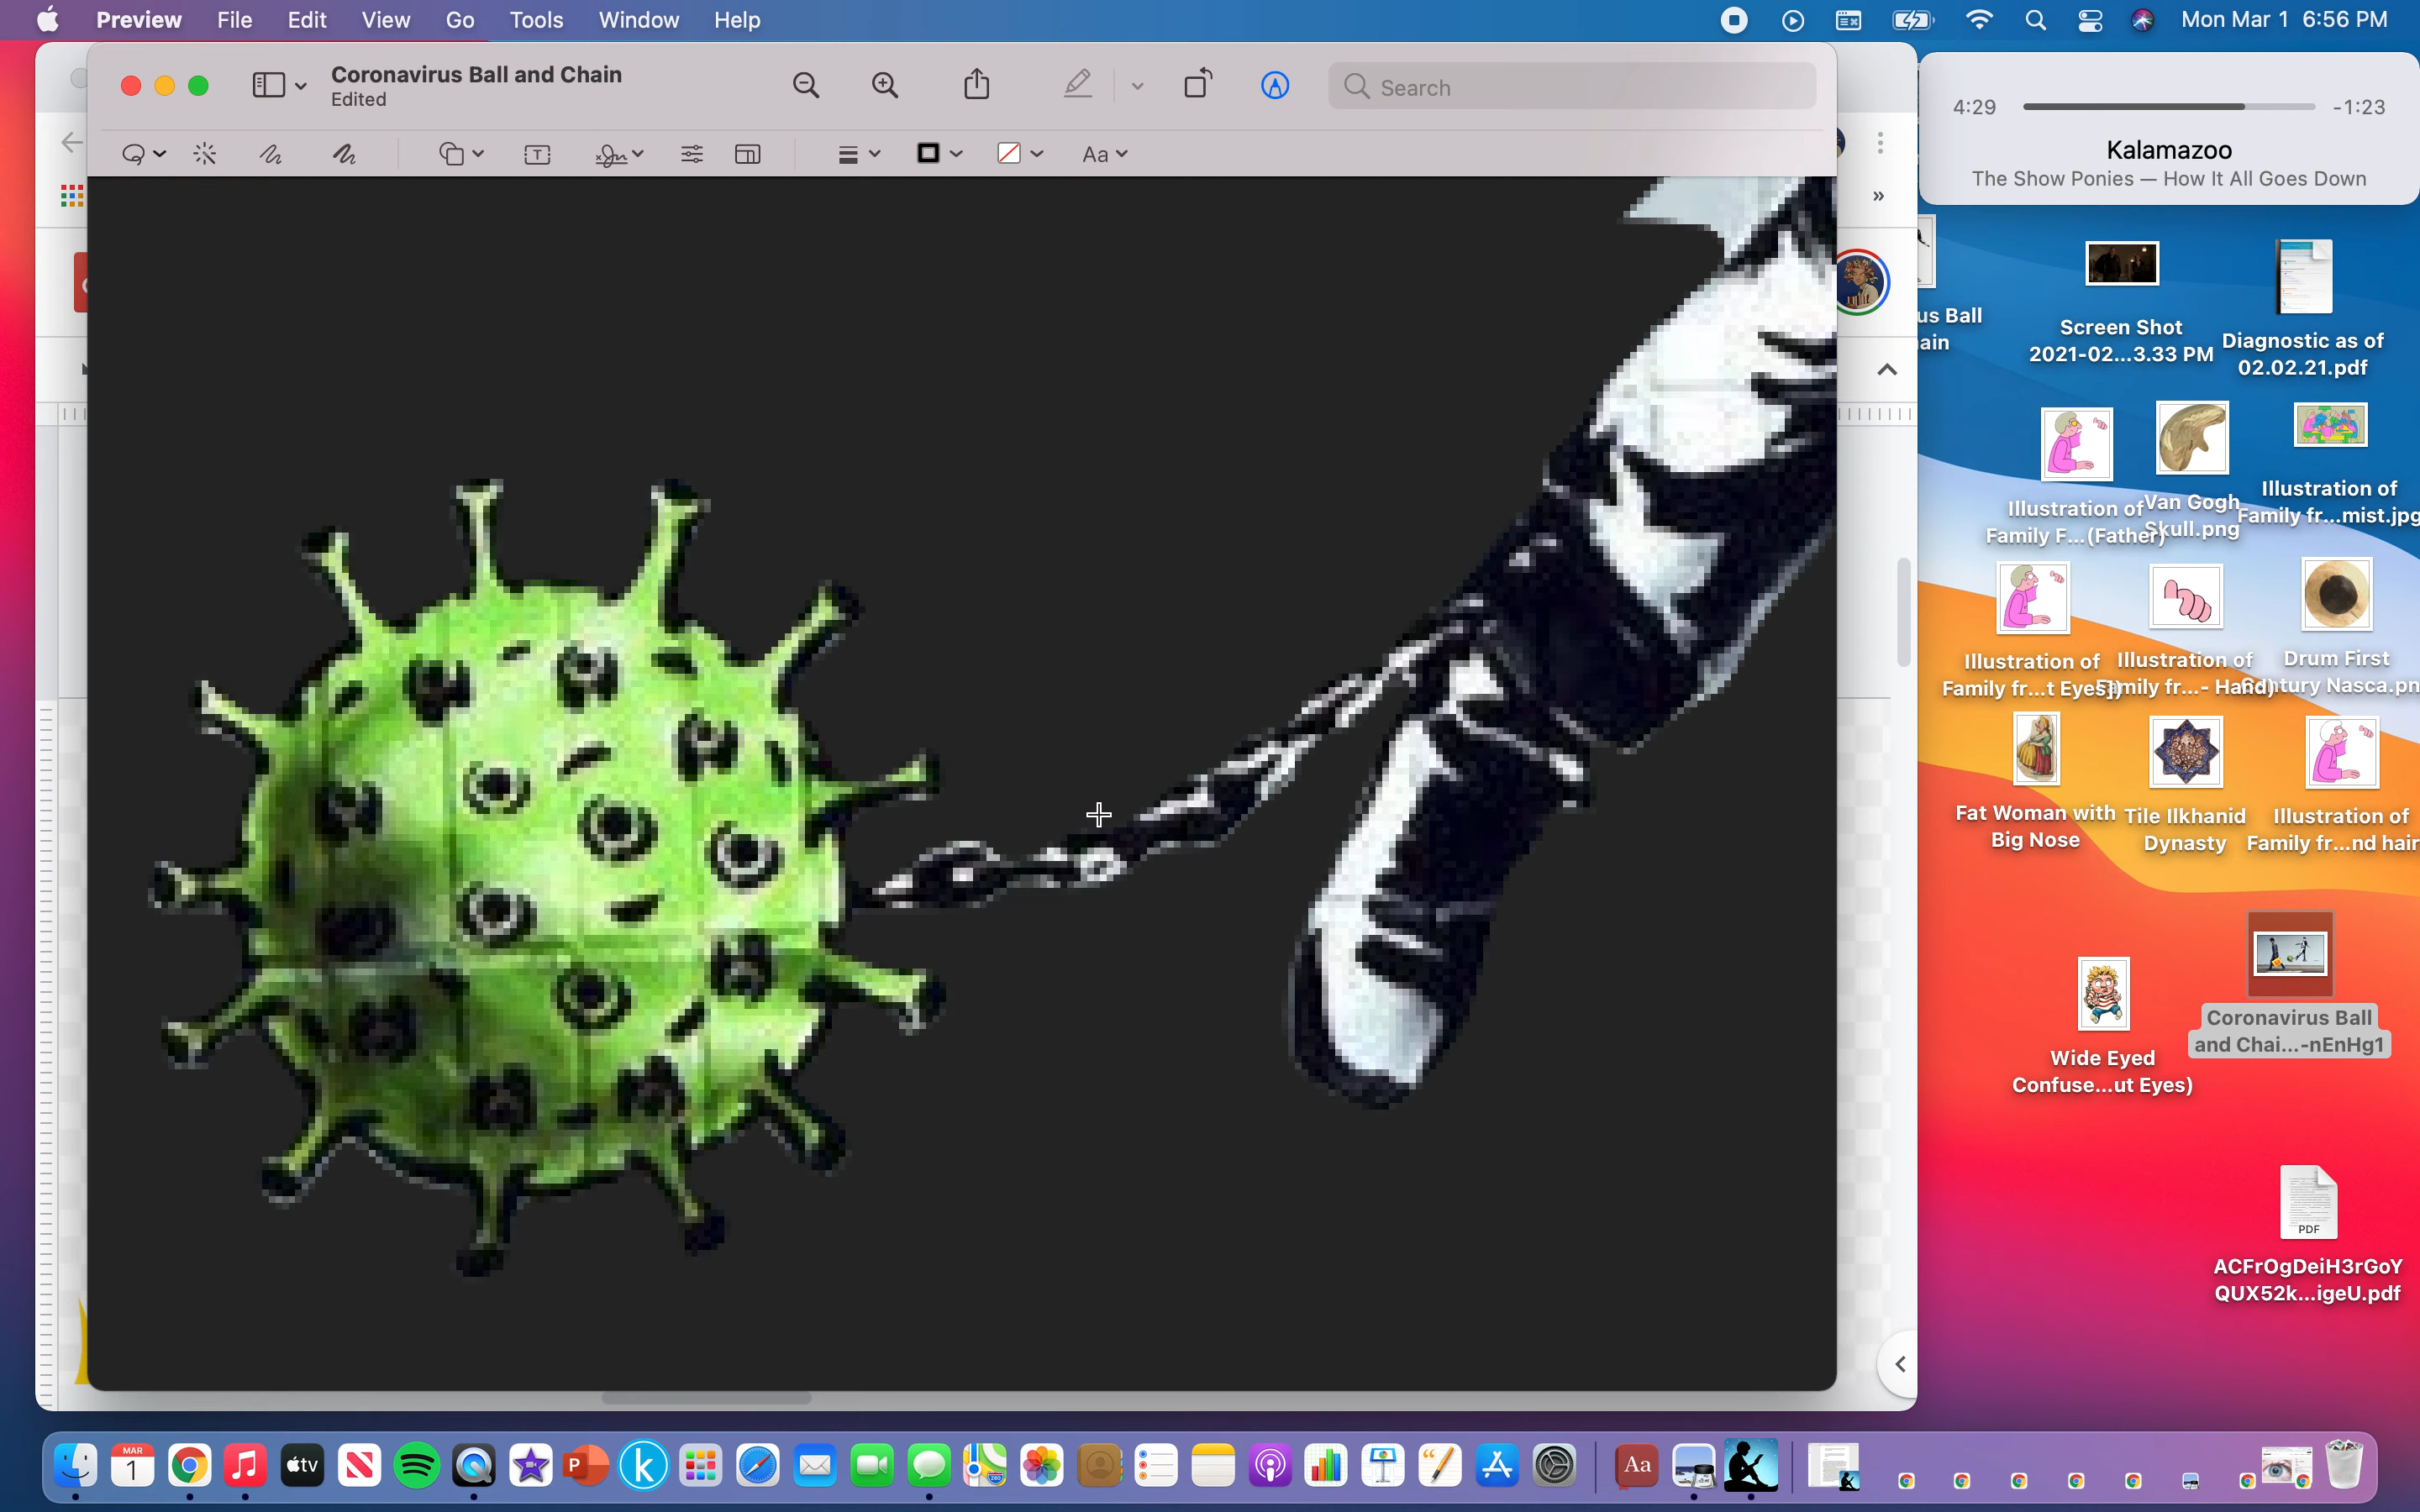 Preview File Edit View Go Tools Window Help
Mon Mar 1 6:56 PM
Coronavirus Ball and Chain
Edited
Search
Aa
4:29
-1:23
Kalamazoo
The Show Ponies — How It All Goes Down
us Ball
ain
Screen Shot
2021-02...3.33 PM
Diagnostic as of
02.02.21.pdf
Illustration of
Family F...(Father)
Van Gogh
Skull.png
Illustration of
Family fr...mist.jpg
Illustration of
Family fr...t Eyes])
Illustration of
Family fr...- Hand)
Drum First
Century Nasca.pn
Fat Woman with
Big Nose
Tile Ilkhanid
Dynasty
Illustration of
Family fr...nd hair
Wide Eyed
Confuse...ut Eyes)
Coronavirus Ball
and Chai...-nEnHg1
PDF
ACFrOgDeiH3rGoY
QUX52k...igeU.pdf
MAR
1
tv
P
k
280
Aa